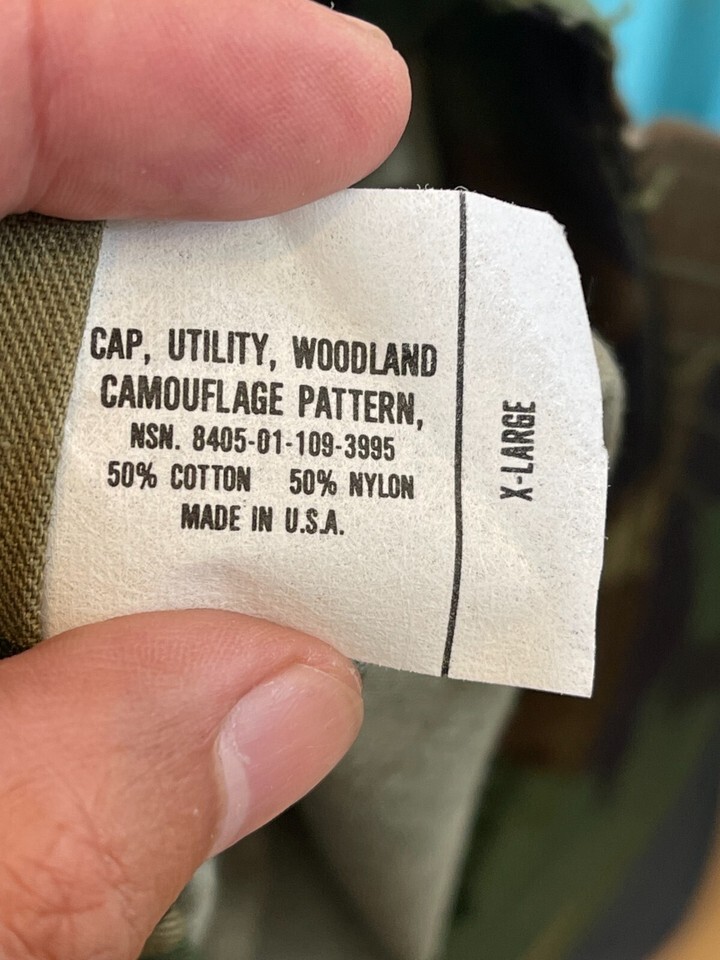 CAP, UTILITY, WOODLAND
CAMOUFLAGE PATTERN,
NSN. 8405-01-109-3995
50% COTTON 50% NYLON
MADE IN U.S.A.
X-LARGE